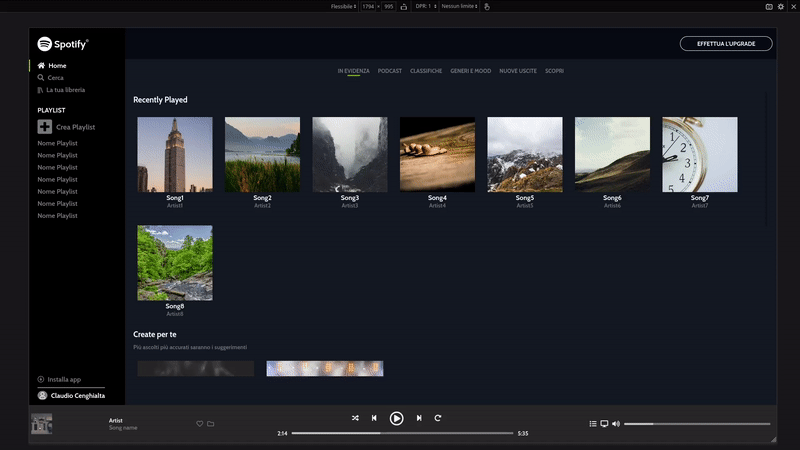 Flessibile 1794 × 995 DPR: 1 Nessun limite
Spotify®
EFFETTUA L'UPGRADE
Home
Cerca
La tua libreria
PLAYLIST
Crea Playlist
Nome Playlist
Nome Playlist
Nome Playlist
Nome Playlist
Nome Playlist
Nome Playlist
Nome Playlist
Installa app
Claudio Cenghialta
IN EVIDENZA PODCAST CLASSIFICHE GENERI E MOOD NUOVE USCITE SCOPRI
Recently Played
Song1 Song2 Song3 Song4 Song5 Song6 Song7
Artist1 Artist2 Artist3 Artist4 Artist5 Artist6 Artist7
Song8
Artist8
Create per te
Più ascolti più accurati saranno i suggerimenti
Artist
Song name
2:14 5:35